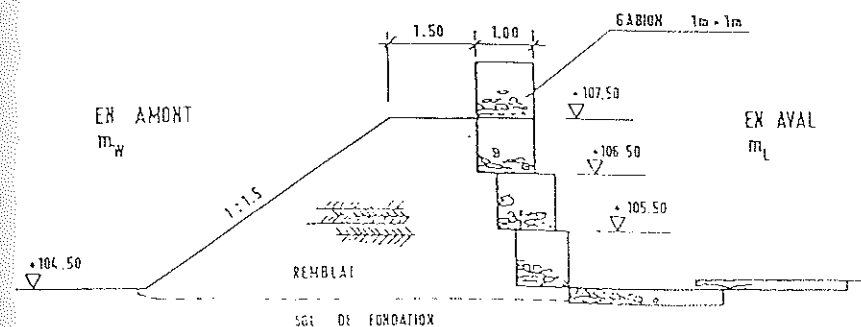 GABION 1m × 1m
1.50 1.00
EN AMONT
m_W
+107.50
EN AVAL
m_L
+106 50
1:1.5
+105.50
+104.50
REMBLAI
SOL DE FONDATION